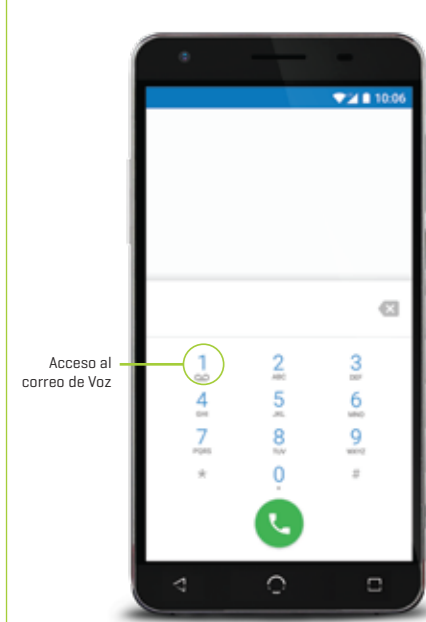 10:06
Acceso al
correo de Voz
1 2 3
ABC DEF
4 5 6
GHI JKL MNO
7 8 9
PQRS TUV WXYZ
* 0 #
+